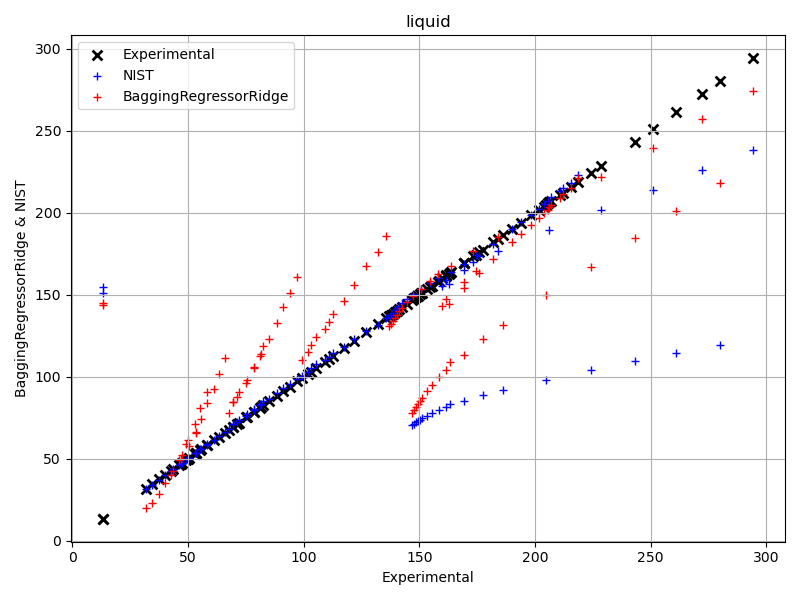 liquid
Experimental
NIST
BaggingRegressorRidge
BaggingRegressorRidge & NIST
300
250
200
150
100
50
0
0 50 100 150 200 250 300
Experimental